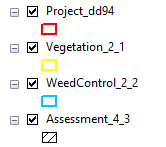 Project_dd94
Vegetation_2_1
WeedControl_2_2
Assessment_4_3